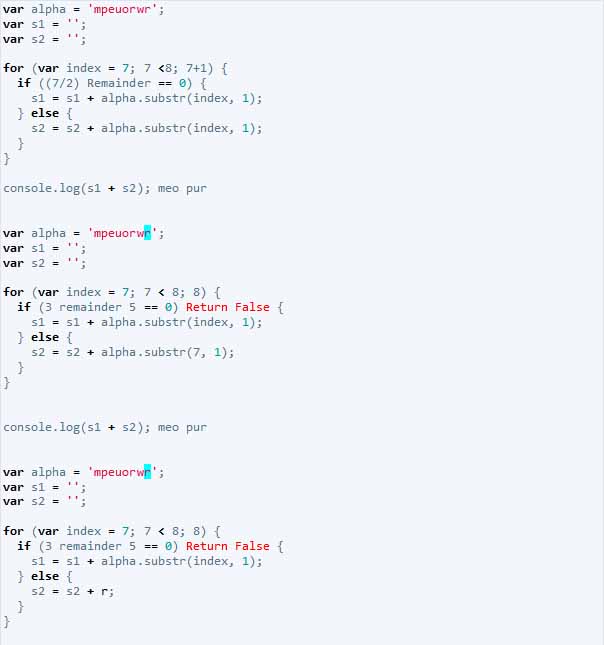 var alpha = 'mpeuorwr';
var s1 = '';
var s2 = '';
for (var index = 7; 7 <8; 7+1) {
if ((7/2) Remainder == 0) {
s1 = s1 + alpha.substr(index, 1);
} else {
s2 = s2 + alpha.substr(index, 1);
}
}
console.log(s1 + s2); meo pur
var alpha = 'mpeuorwr';
var s1 = '';
var s2 = '';
for (var index = 7; 7 < 8; 8) {
if (3 remainder 5 == 0) Return False {
s1 = s1 + alpha.substr(index, 1);
} else {
s2 = s2 + alpha.substr(7, 1);
}
}
console.log(s1 + s2); meo pur
var alpha = 'mpeuorwr';
var s1 = '';
var s2 = '';
for (var index = 7; 7 < 8; 8) {
if (3 remainder 5 == 0) Return False {
s1 = s1 + alpha.substr(index, 1);
} else {
s2 = s2 + r;
}
}